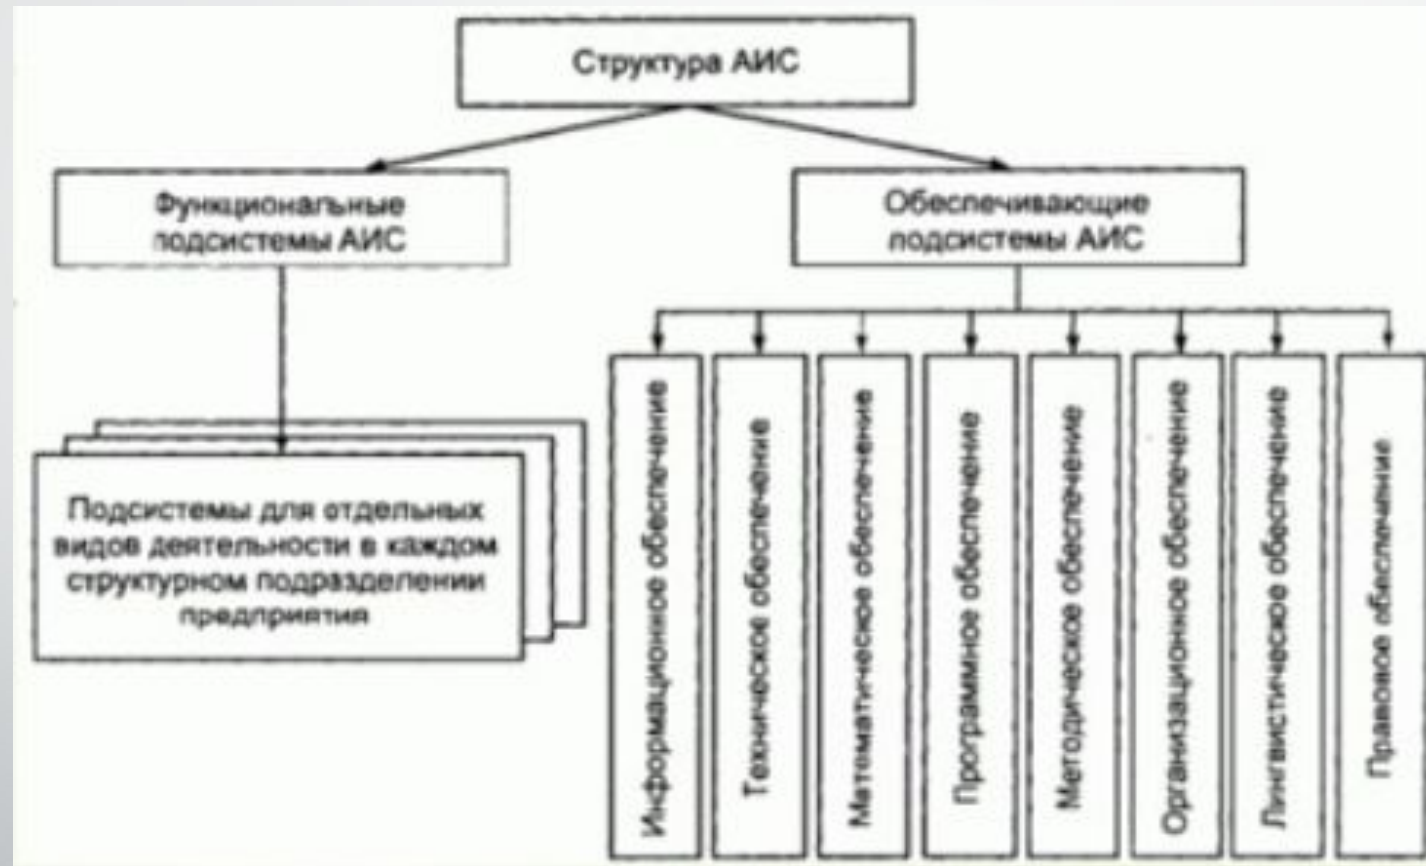 Структура АИС
Функциональные
подсистемы АИС
Обеспечивающие
подсистемы АИС
Подсистемы для отдельных
видов деятельности в каждом
структурном подразделении
предприятия
Информационное обеспечение
Техническое обеспечение
Математическое обеспечение
Программное обеспечение
Методическое обеспечение
Организационное обеспечение
Лингвистическое обеспечение
Правовое обеспечение